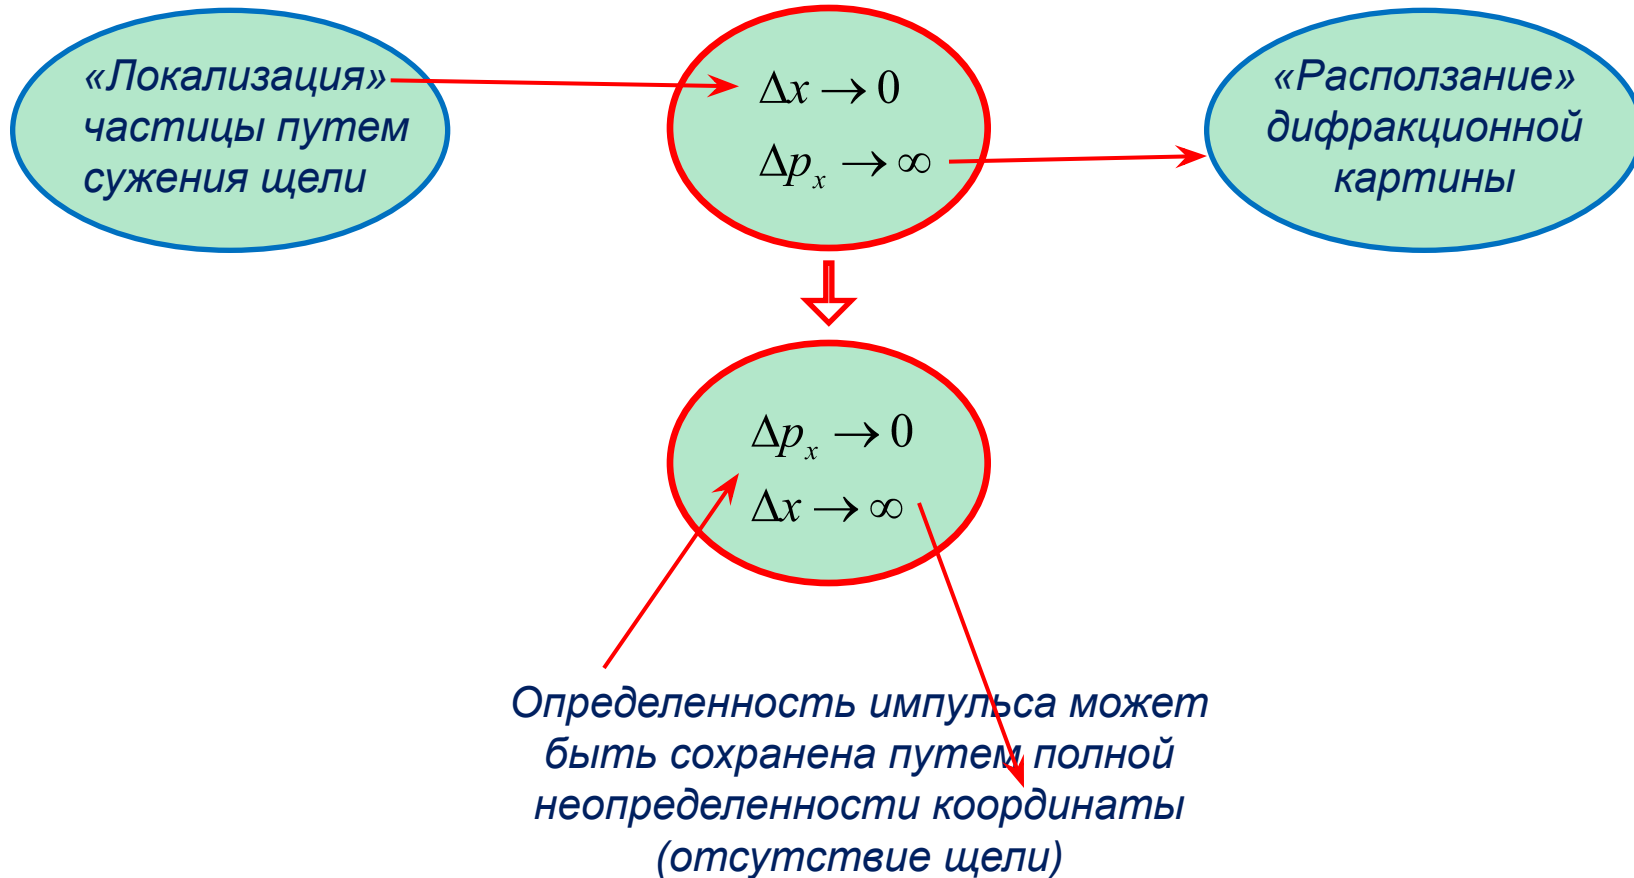 «Локализация»
частицы путем
сужения щели
Δx → 0
Δp_x → ∞
«Расползание»
дифракционной
картины
Δp_x → 0
Δx → ∞
Определенность импульса может
быть сохранена путем полной
неопределенности координаты
(отсутствие щели)